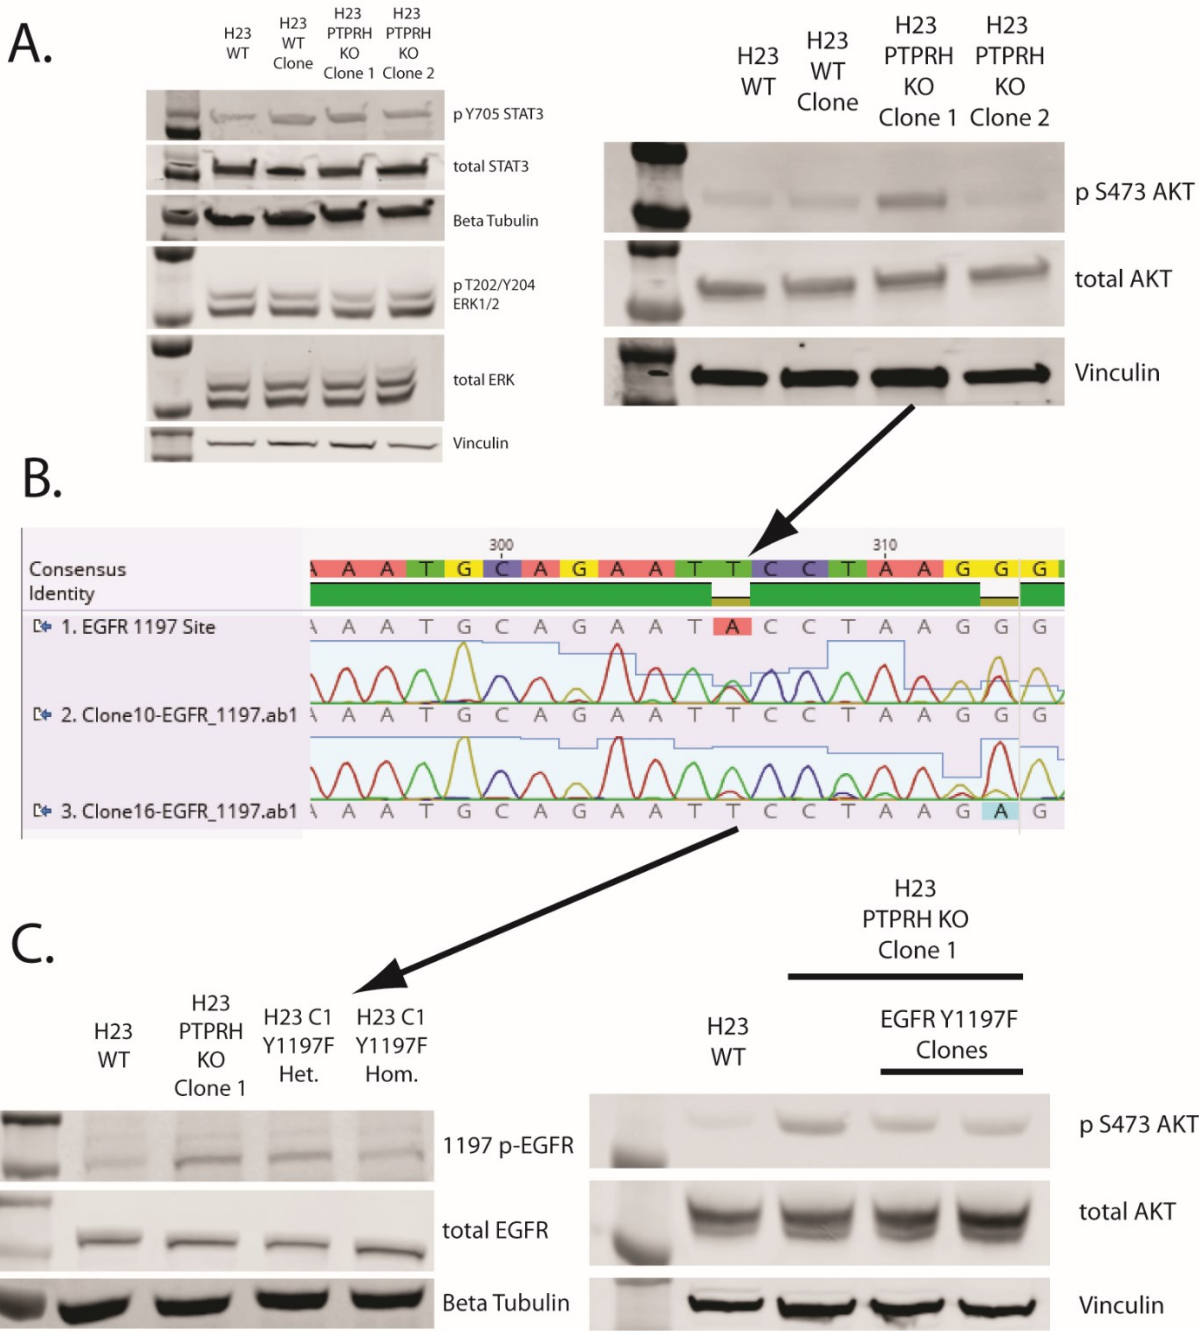 A.
H23
WT
H23
WT
Clone
H23
PTPRH
KO
Clone 1
H23
PTPRH
KO
Clone 2
p Y705 STAT3
total STAT3
Beta Tubulin
p T202/Y204
ERK1/2
total ERK
Vinculin
H23
WT
H23
WT
Clone
H23
PTPRH
KO
Clone 1
H23
PTPRH
KO
Clone 2
p S473 AKT
total AKT
Vinculin
B.
300
310
Consensus
A A A T G C A G A A T T C C T A A G G G
Identity
1. EGFR 1197 Site
A A A T G C A G A A T A C C T A A G G G
2. Clone10-EGFR_1197.ab1
A A A T G C A G A A T T C C T A A G G G
3. Clone16-EGFR_1197.ab1
A A A T G C A G A A T T C C T A A G A G
C.
H23
WT
H23
PTPRH
KO
Clone 1
H23 C1
Y1197F
Het.
H23 C1
Y1197F
Hom.
1197 p-EGFR
total EGFR
Beta Tubulin
H23
PTPRH KO
Clone 1
H23
WT
EGFR Y1197F
Clones
p S473 AKT
total AKT
Vinculin